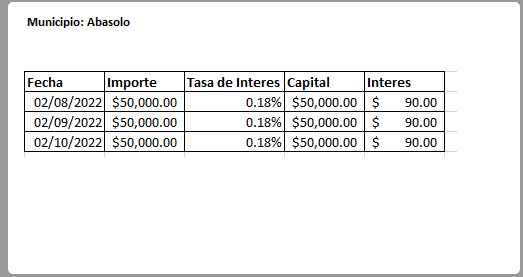 Municipio: Abasolo
Fecha Importe Tasa de Interes Capital Interes
02/08/2022 $50,000.00 0.18% $50,000.00 $ 90.00
02/09/2022 $50,000.00 0.18% $50,000.00 $ 90.00
02/10/2022 $50,000.00 0.18% $50,000.00 $ 90.00